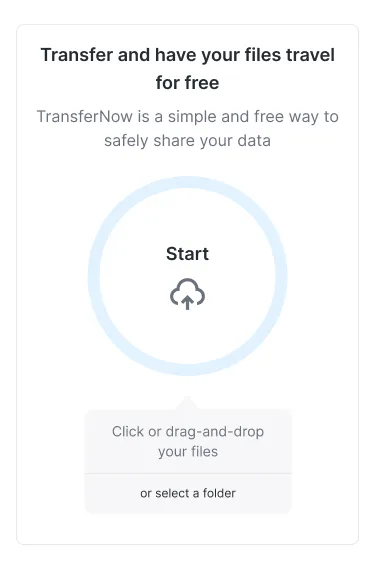 Transfer and have your files travel
for free
TransferNow is a simple and free way to
safely share your data
Start
Click or drag-and-drop
your files
or select a folder